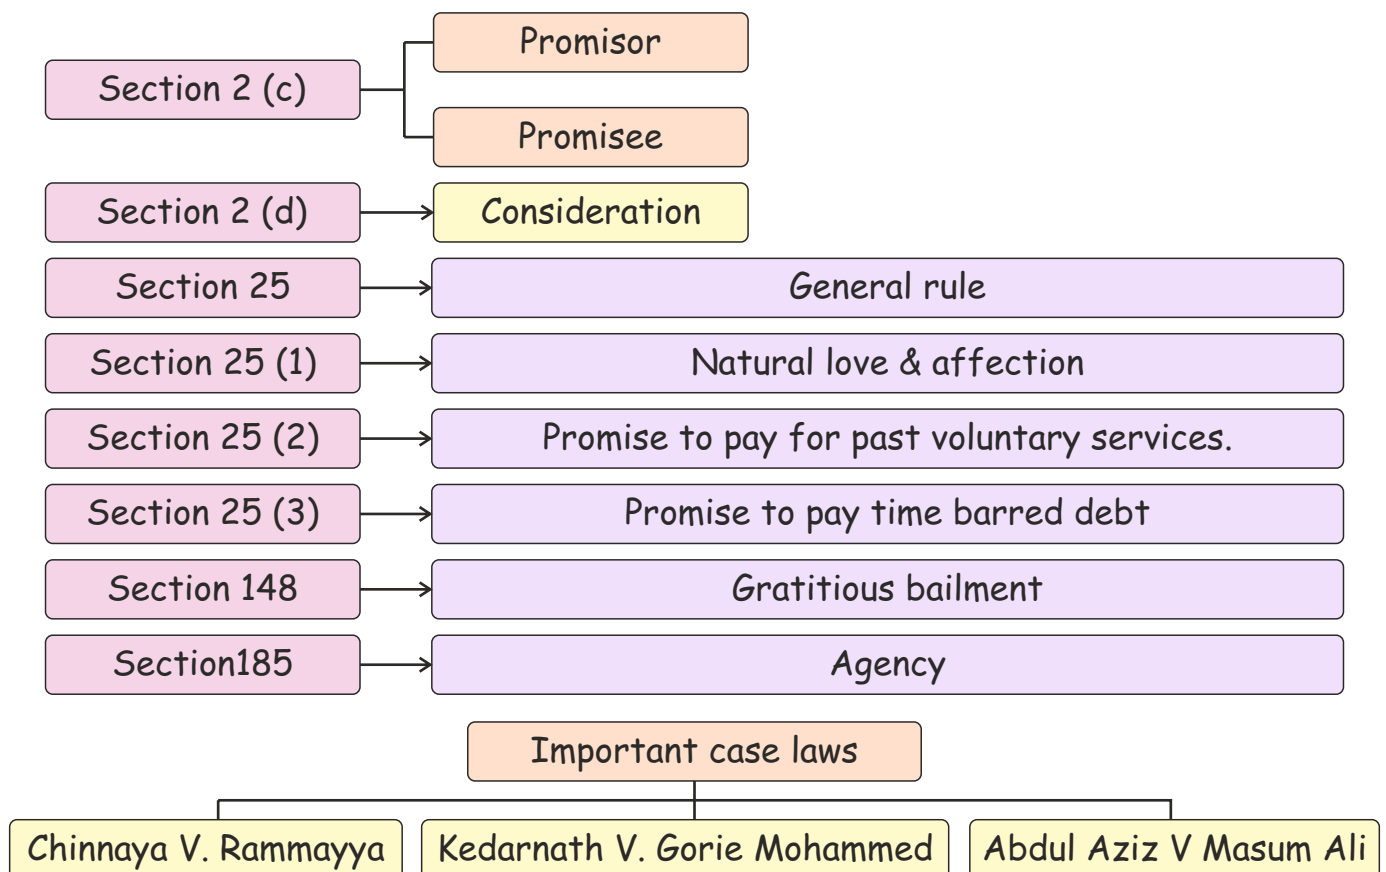 Promisor
Section 2 (c)
Promisee
Section 2 (d)
Consideration
Section 25
General rule
Section 25 (1)
Natural love & affection
Section 25 (2)
Promise to pay for past voluntary services.
Section 25 (3)
Promise to pay time barred debt
Section 148
Gratitious bailment
Section185
Agency
Important case laws
Chinnaya V. Rammayya
Kedarnath V. Gorie Mohammed
Abdul Aziz V Masum Ali